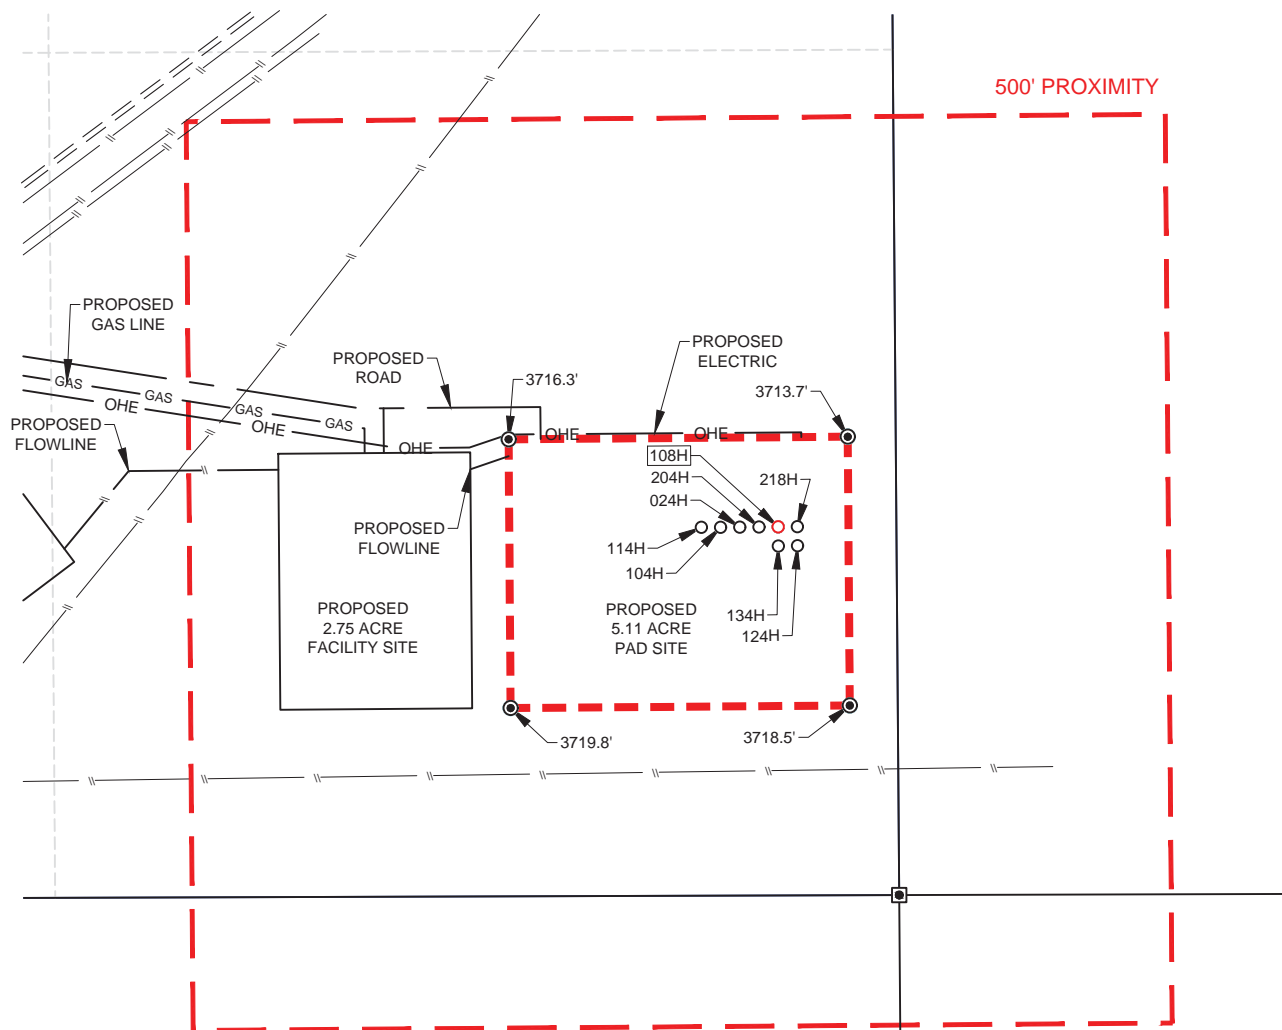 500' PROXIMITY
PROPOSED
GAS LINE
PROPOSED
ROAD
PROPOSED
ELECTRIC
3716.3'
3713.7'
GAS
GAS
GAS
GAS
OHE
OHE
OHE
OHE
OHE
PROPOSED
FLOWLINE
108H
204H
218H
024H
114H
104H
PROPOSED
FLOWLINE
134H
124H
PROPOSED
2.75 ACRE
FACILITY SITE
PROPOSED
5.11 ACRE
PAD SITE
3719.8'
3718.5'